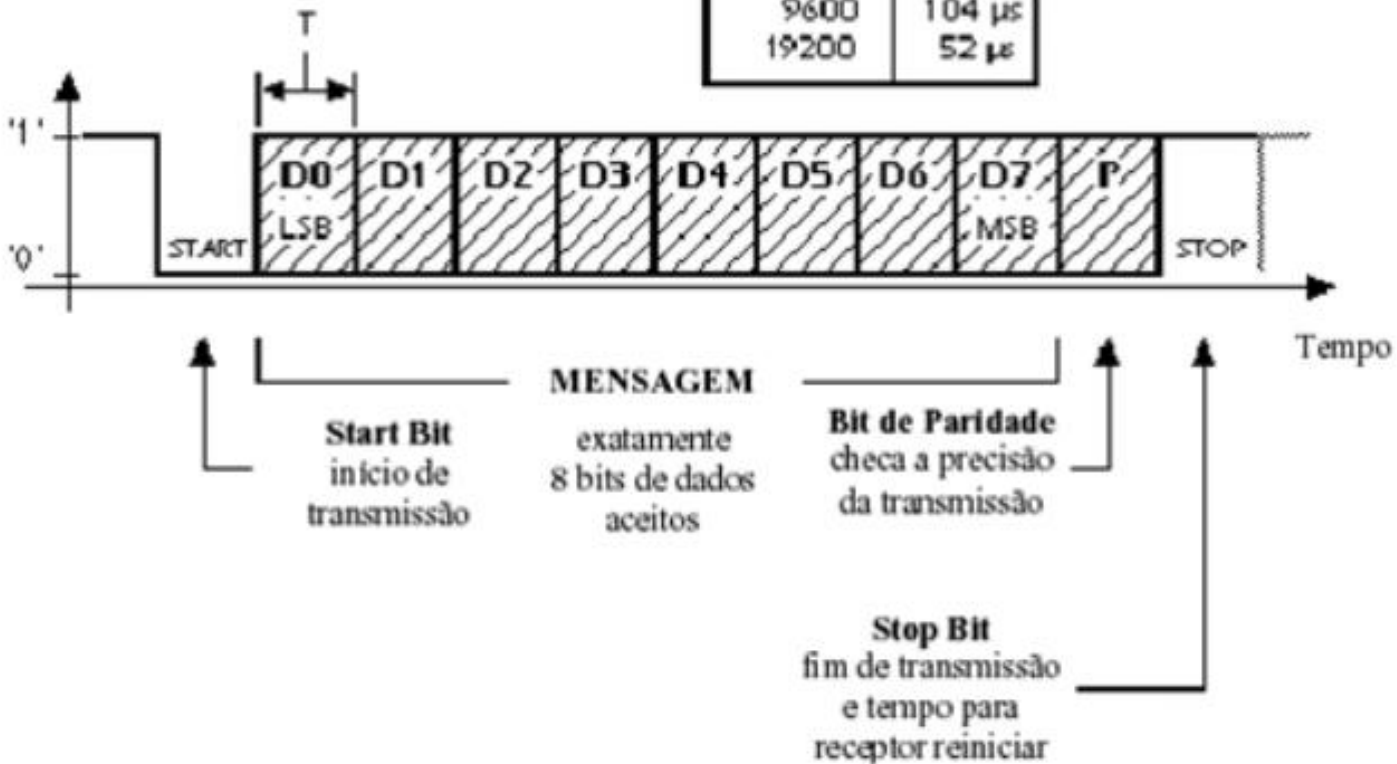 9600 104 µs
19200 52 µs
T
'1'
D0 D1 D2 D3 D4 D5 D6 D7 P
LSB MSB
START STOP
'0'
Tempo
MENSAGEM
exatamente
8 bits de dados
aceitos
Start Bit
início de
transmissão
Bit de Paridade
checa a precisão
da transmissão
Stop Bit
fim de transmissão
e tempo para
receptor reiniciar